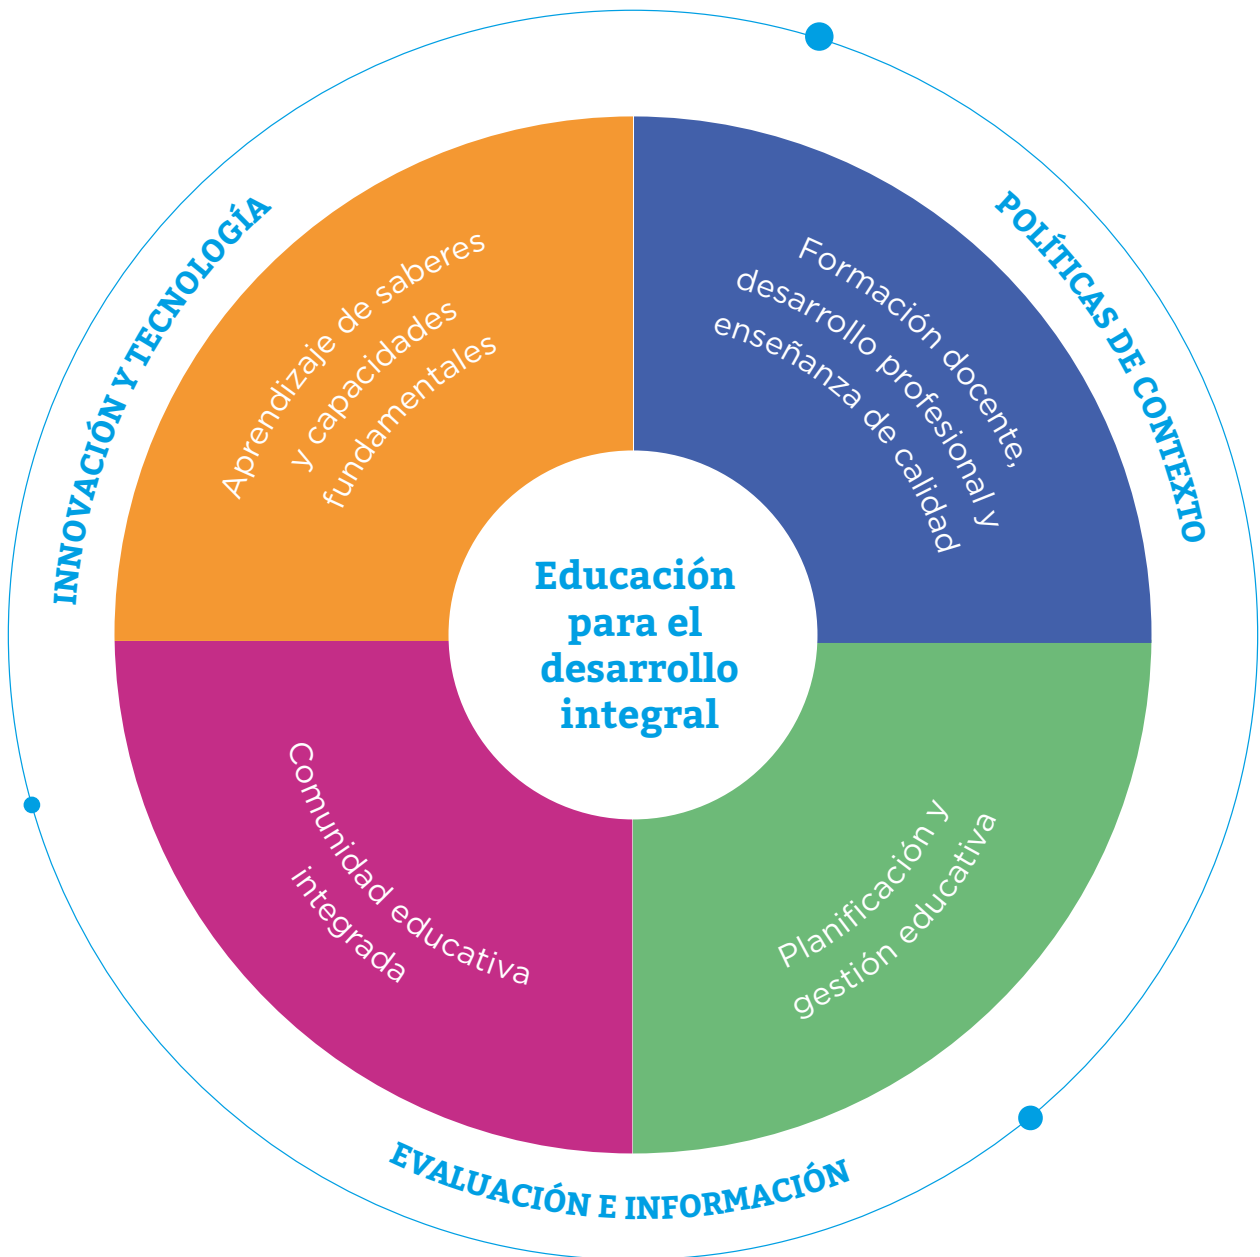 INNOVACIÓN Y TECNOLOGÍA
POLÍTICAS DE CONTEXTO
Aprendizaje de saberes
y capacidades
fundamentales
Formación docente,
desarrollo profesional y
enseñanza de calidad
Educación
para el
desarrollo
integral
Comunidad educativa
integrada
Planificación y
gestión educativa
EVALUACIÓN E INFORMACIÓN